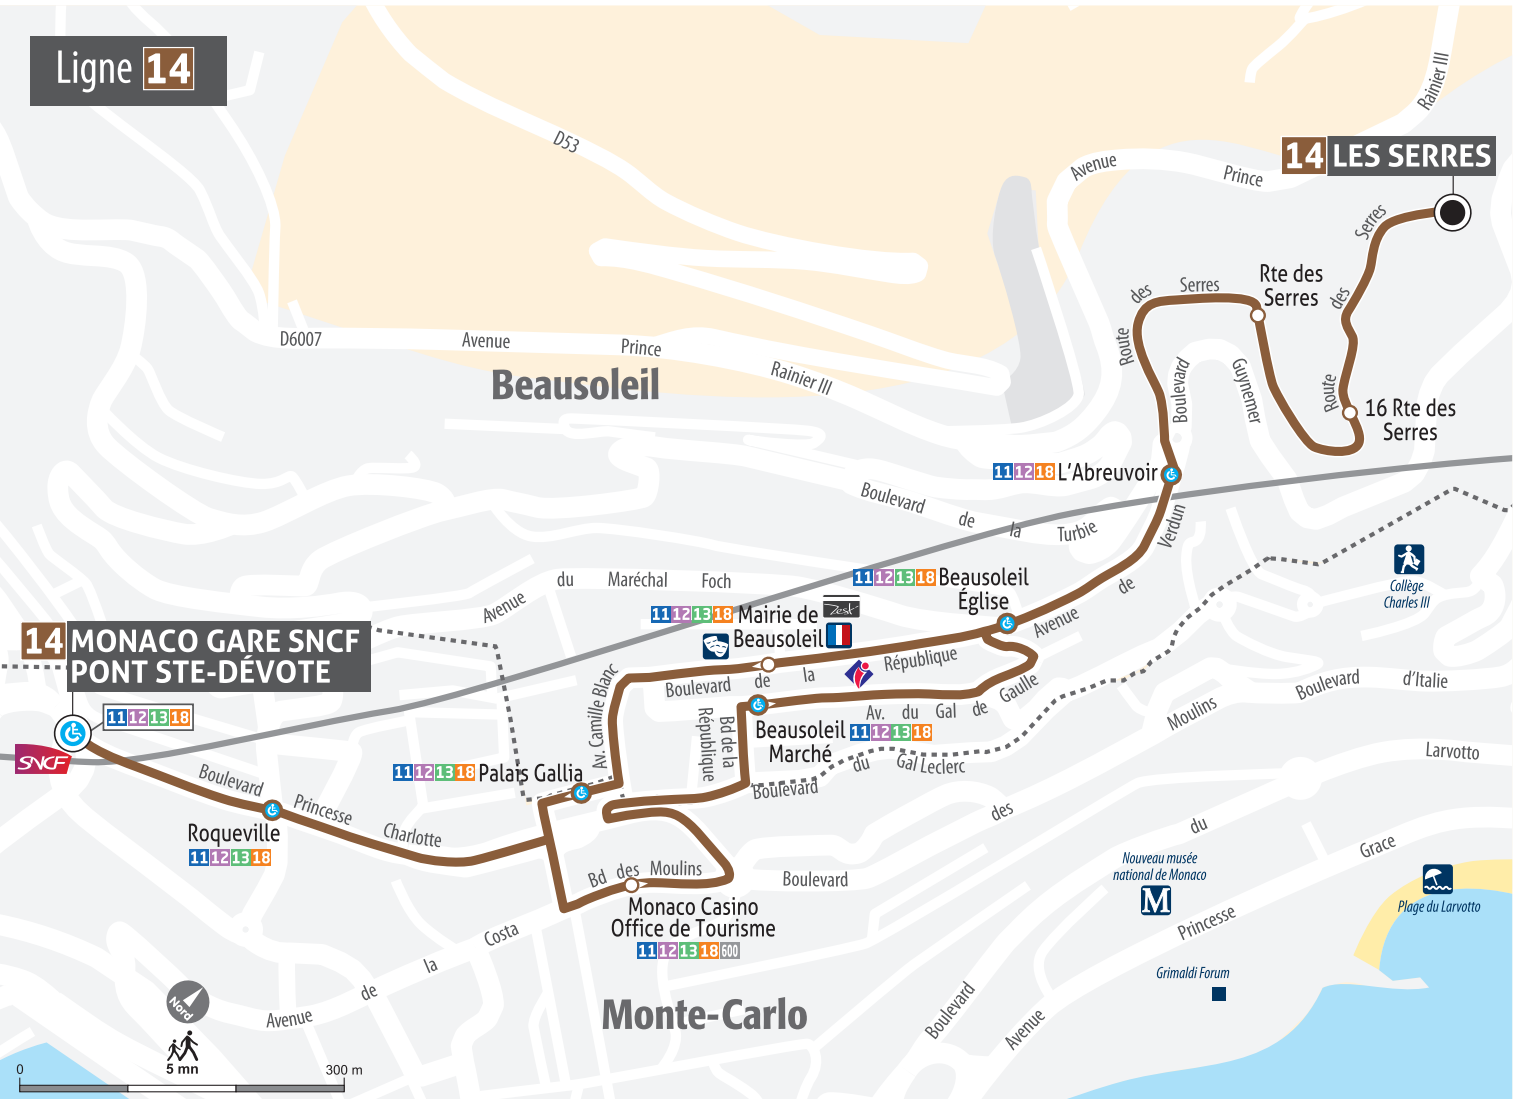 Ligne 14
D53
Rainier III
Avenue
Prince
14 LES SERRES
Serres
des
Route
Rte des
Serres
des
Serres
Route
16 Rte des
Serres
Boulevard
Guynemer
D6007
Avenue
Prince
Rainier III
Beausoleil
11 12 18 L'Abreuvoir
Boulevard
de
la
Turbie
Verdun
de
Avenue
11 12 13 18 Beausoleil
Église
Collège
Charles III
Avenue
du
Maréchal
Foch
11 12 13 18 Mairie de
Beausoleil
Zest
14 MONACO GARE SNCF
PONT STE-DÉVOTE
11 12 13 18
SNCF
Av. Camille Blanc
Boulevard
de
la
République
Av.
du
Gal
de
Gaulle
Bd de la
République
Beausoleil
Marché
11 12 13 18
Boulevard
du
Gal Leclerc
Boulevard
d'Italie
Moulins
des
Boulevard
Larvotto
du
Boulevard
11 12 13 18 Palais Gallia
Boulevard
Princesse
Charlotte
Roqueville
11 12 13 18
Bd
des
Moulins
Monaco Casino
Office de Tourisme
11 12 13 18 600
Nouveau musée
national de Monaco
M
Grace
Princesse
Avenue
Plage du Larvotto
Grimaldi Forum
Avenue
de
la
Costa
Monte-Carlo
Nord
5 mn
0
300 m